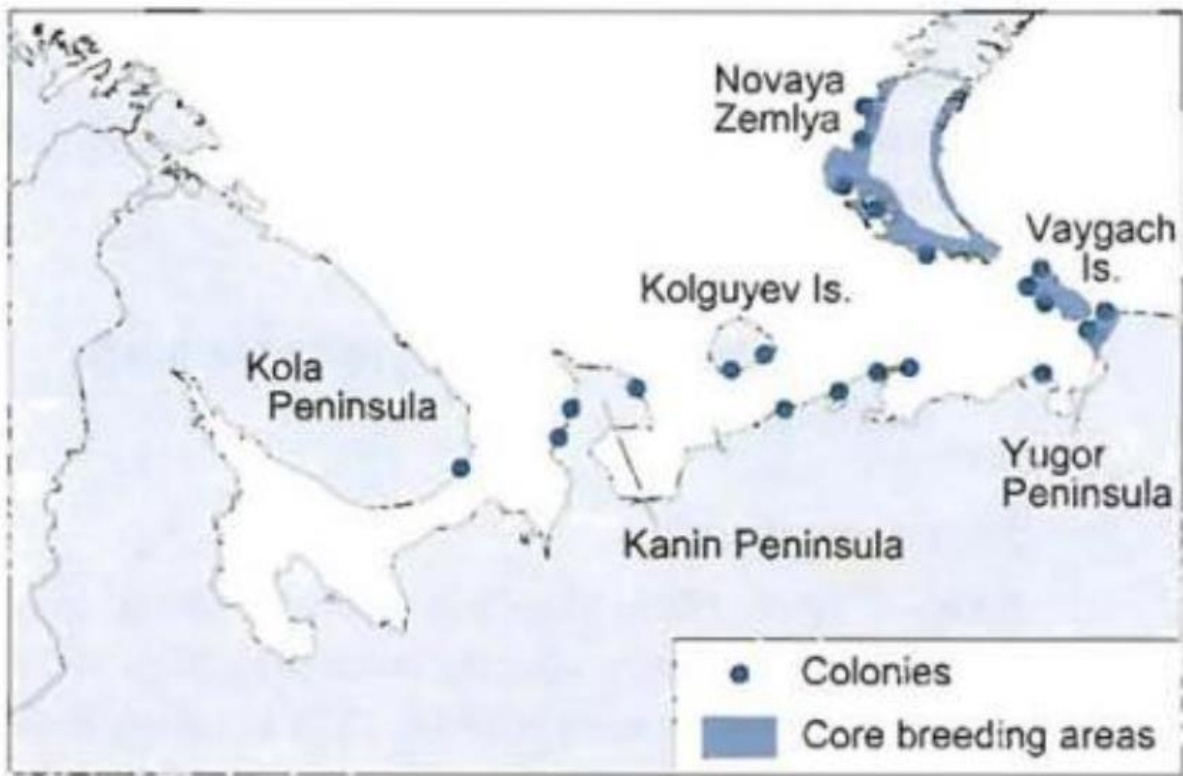 Novaya
Zemlya
Vaygach
Is.
Kolguyev Is.
Kola
Peninsula
Yugor
Peninsula
Kanin Peninsula
Colonies
Core breeding areas